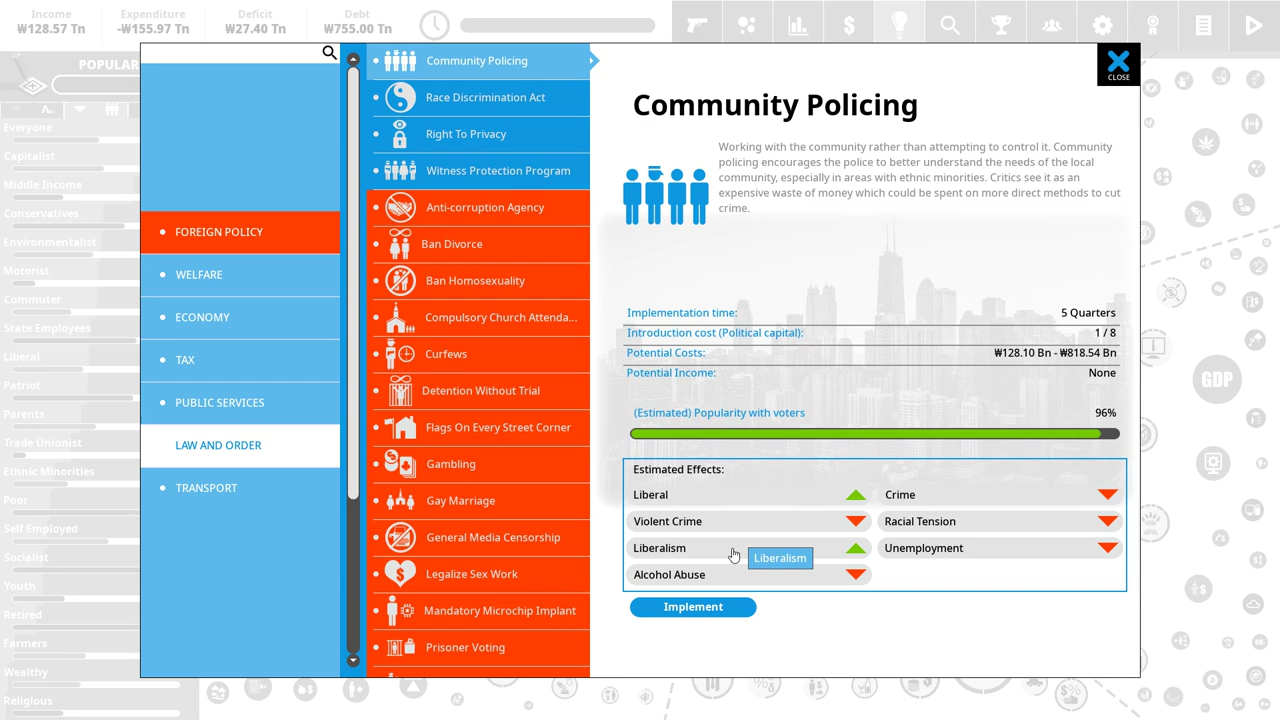 Income
Expenditure
Deficit
Debt
₩128.57 Tn
-₩155.97 Tn
₩27.40 Tn
₩755.00 Tn
POPULAR
Everyone
Capitalist
Middle Income
Conservatives
Environmentalist
Motorist
Commuter
State Employees
Liberal
Patriot
Parents
Trade Unionist
Ethnic Minorities
Poor
Self Employed
Socialist
Youth
Retired
Farmers
Wealthy
Religious
FOREIGN POLICY
WELFARE
ECONOMY
TAX
PUBLIC SERVICES
LAW AND ORDER
TRANSPORT
Community Policing
Race Discrimination Act
Right To Privacy
Witness Protection Program
Anti-corruption Agency
Ban Divorce
Ban Homosexuality
Compulsory Church Attenda...
Curfews
Detention Without Trial
Flags On Every Street Corner
Gambling
Gay Marriage
General Media Censorship
Legalize Sex Work
Mandatory Microchip Implant
Prisoner Voting
CLOSE
Community Policing
Working with the community rather than attempting to control it. Community
policing encourages the police to better understand the needs of the local
community, especially in areas with ethnic minorities. Critics see it as an
expensive waste of money which could be spent on more direct methods to cut
crime.
Implementation time: 5 Quarters
Introduction cost (Political capital): 1 / 8
Potential Costs: ₩128.10 Bn - ₩818.54 Bn
Potential Income: None
(Estimated) Popularity with voters 96%
Estimated Effects:
Liberal
Crime
Violent Crime
Racial Tension
Liberalism
Unemployment
Liberalism
Alcohol Abuse
Implement
GDP